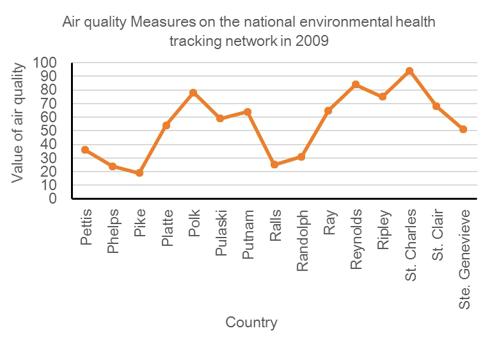 Air quality Measures on the national environmental health
tracking network in 2009
Value of air quality
100
90
80
70
60
50
40
30
20
10
0
Pettis
Phelps
Pike
Platte
Polk
Pulaski
Putnam
Ralls
Randolph
Ray
Reynolds
Ripley
St. Charles
St. Clair
Ste. Genevieve
Country